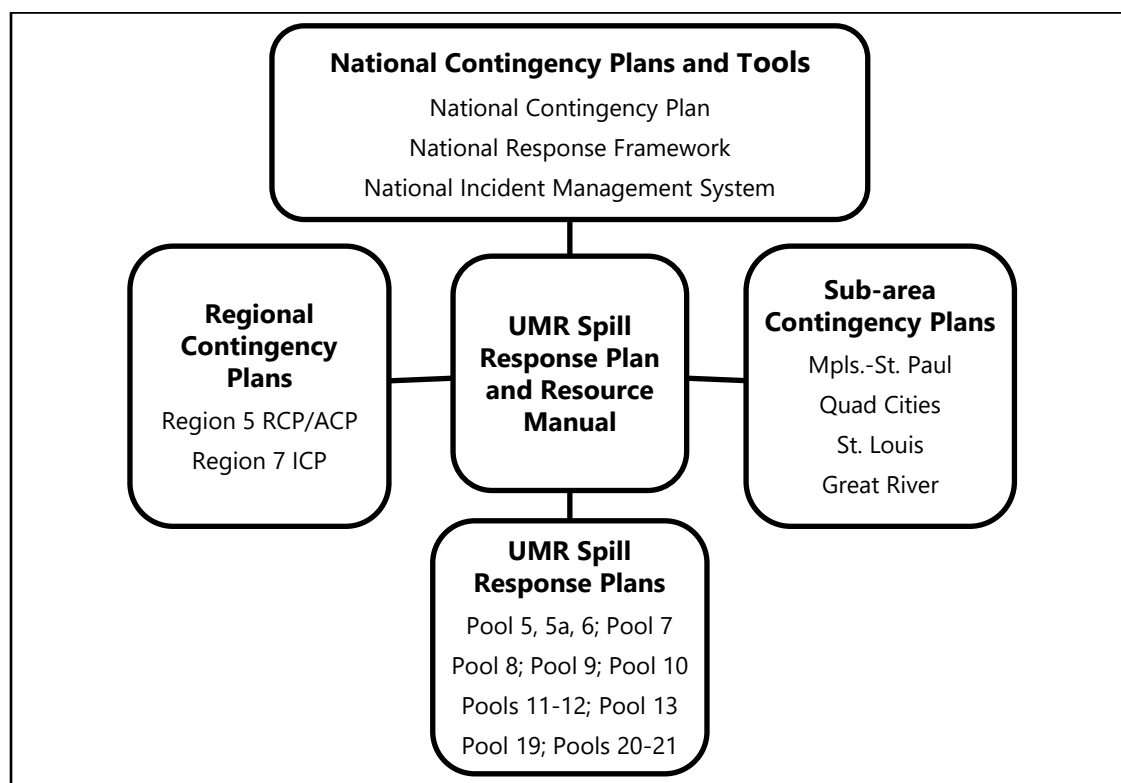 National Contingency Plans and Tools
National Contingency Plan
National Response Framework
National Incident Management System
Regional
Contingency
Plans
Region 5 RCP/ACP
Region 7 ICP
UMR Spill
Response Plan
and Resource
Manual
Sub-area
Contingency Plans
Mpls.-St. Paul
Quad Cities
St. Louis
Great River
UMR Spill
Response Plans
Pool 5, 5a, 6; Pool 7
Pool 8; Pool 9; Pool 10
Pools 11-12; Pool 13
Pool 19; Pools 20-21